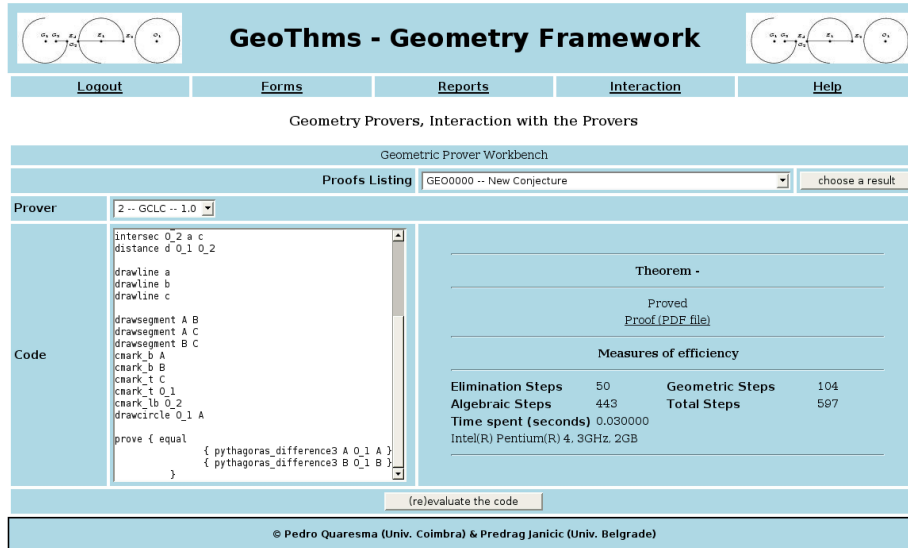 GeoThms - Geometry Framework
Logout Forms Reports Interaction Help
Geometry Provers, Interaction with the Provers
Geometric Prover Workbench
Proofs Listing GEO0000 -- New Conjecture choose a result
Prover 2 -- GCLC -- 1.0
Code
intersec O_2 a c
distance d O_1 O_2
drawline a
drawline b
drawline c
drawsegment A B
drawsegment A C
drawsegment B C
cmark_b A
cmark_b B
cmark_t C
cmark_t O_1
cmark_lb O_2
drawcircle O_1 A
prove { equal
{ pythagoras_difference3 A O_1 A }
{ pythagoras_difference3 B O_1 B }
}
Theorem -
Proved
Proof (PDF file)
Measures of efficiency
Elimination Steps 50 Geometric Steps 104
Algebraic Steps 443 Total Steps 597
Time spent (seconds) 0.030000
Intel(R) Pentium(R) 4, 3GHz, 2GB
(re)evaluate the code
© Pedro Quaresma (Univ. Coimbra) & Predrag Janicic (Univ. Belgrade)